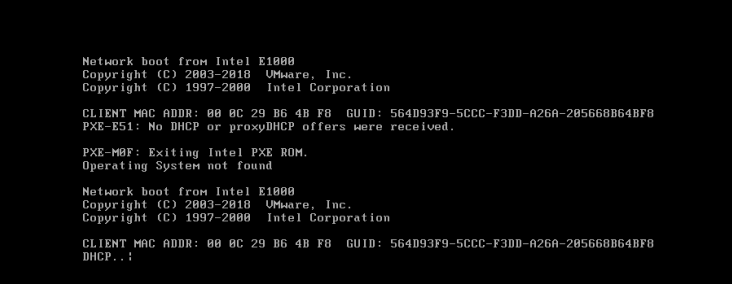 Network boot from Intel E1000
Copyright (C) 2003-2018  VMware, Inc.
Copyright (C) 1997-2000  Intel Corporation
CLIENT MAC ADDR: 00 0C 29 B6 4B F8  GUID: 564D93F9-5CCC-F3DD-A26A-205668B64BF8
PXE-E51: No DHCP or proxyDHCP offers were received.
PXE-M0F: Exiting Intel PXE ROM.
Operating System not found
Network boot from Intel E1000
Copyright (C) 2003-2018  VMware, Inc.
Copyright (C) 1997-2000  Intel Corporation
CLIENT MAC ADDR: 00 0C 29 B6 4B F8  GUID: 564D93F9-5CCC-F3DD-A26A-205668B64BF8
DHCP..¦